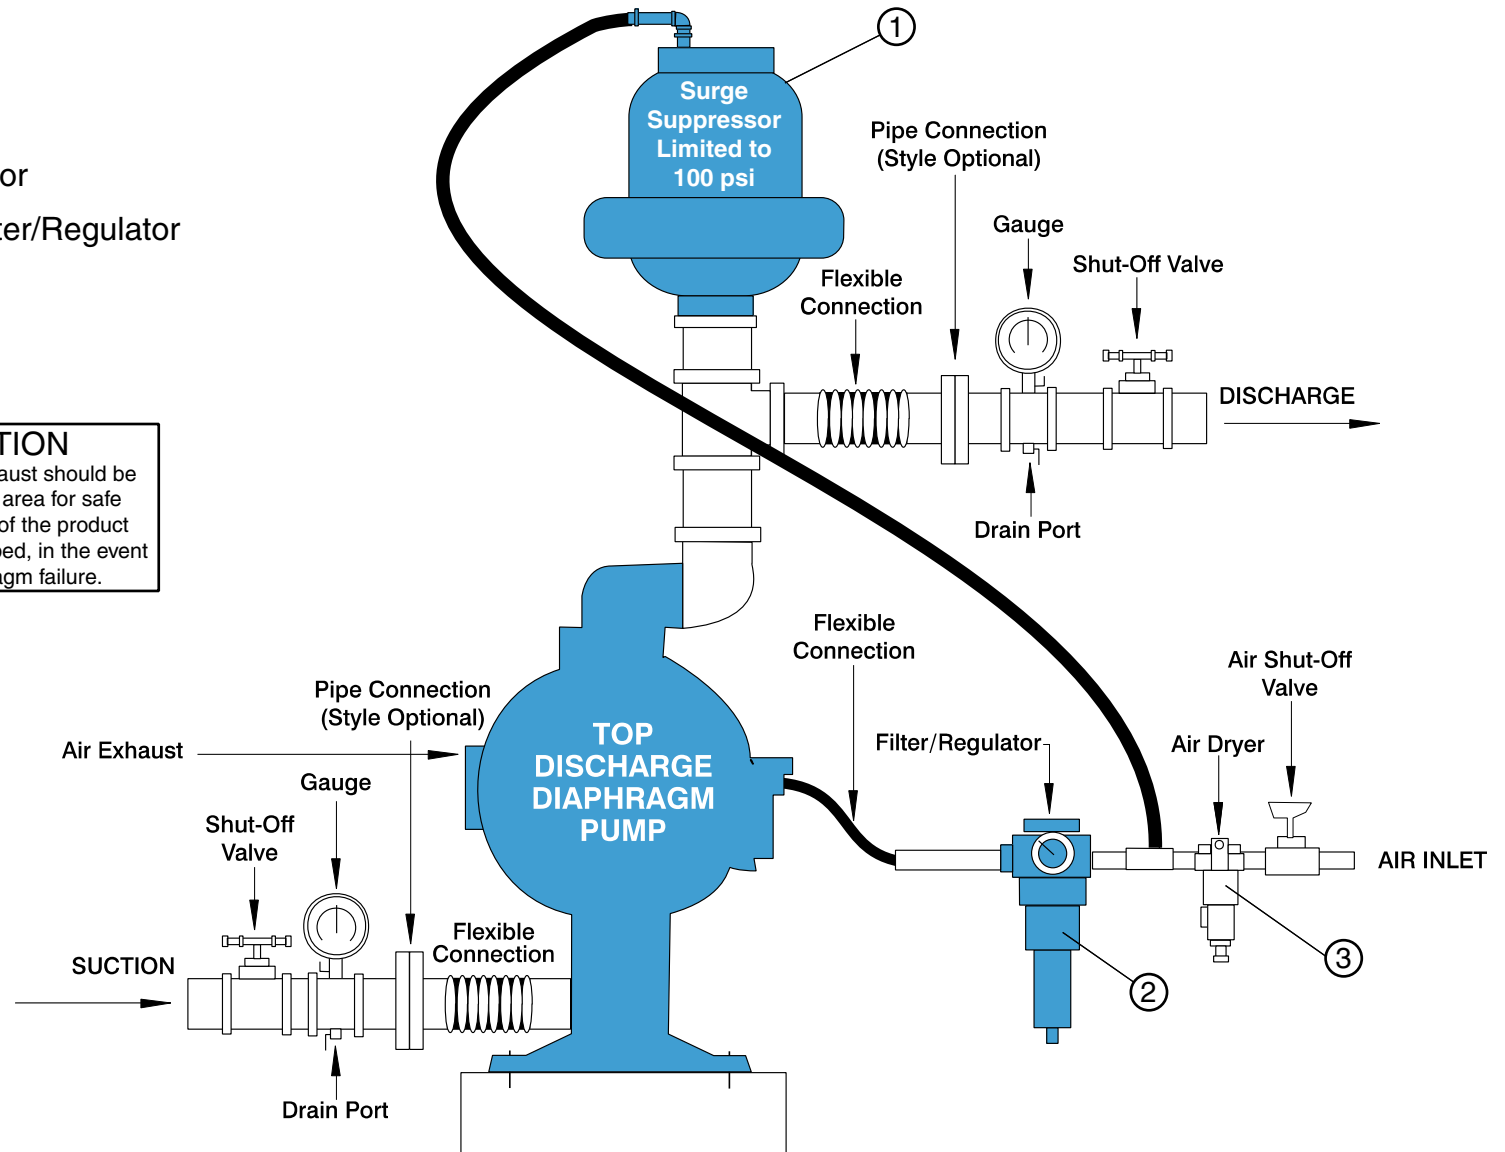 1
Surge
Suppressor
Limited to
100 psi
Pipe Connection
(Style Optional)
or
ter/Regulator
Gauge
Shut-Off Valve
Flexible
Connection
DISCHARGE
TION
aust should be
area for safe
of the product
ped, in the event
agm failure.
Drain Port
Flexible
Connection
Air Shut-Off
Valve
Pipe Connection
(Style Optional)
Air Exhaust
TOP
DISCHARGE
DIAPHRAGM
PUMP
Filter/Regulator
Air Dryer
Gauge
Shut-Off
Valve
AIR INLET
Flexible
Connection
SUCTION
3
2
Drain Port